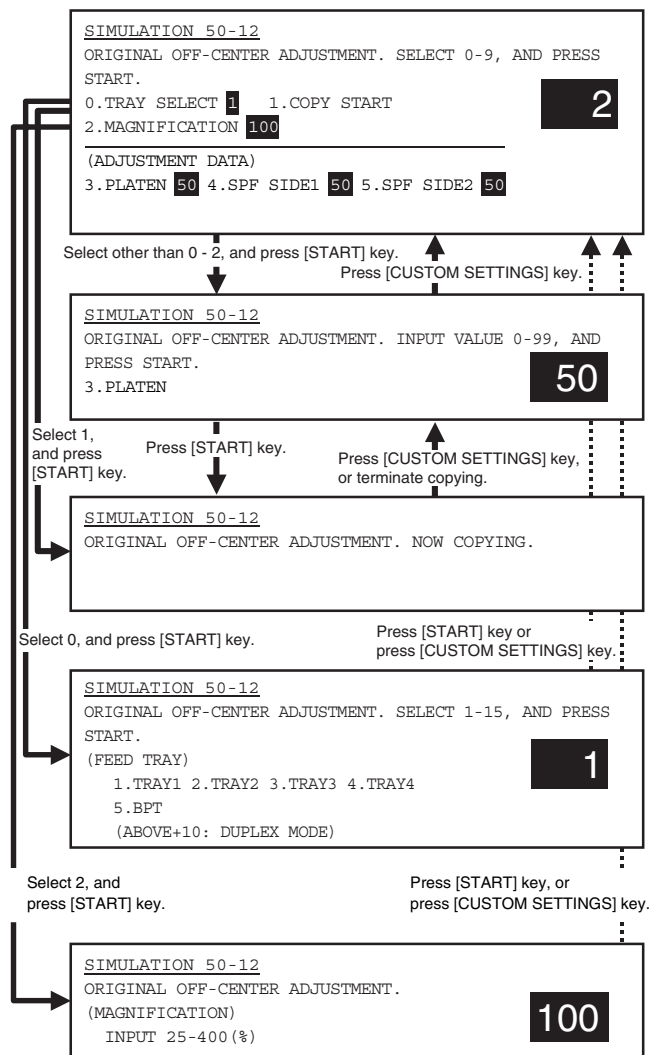 SIMULATION 50-12
ORIGINAL OFF-CENTER ADJUSTMENT. SELECT 0-9, AND PRESS
START.
0.TRAY SELECT 1 1.COPY START
2.MAGNIFICATION 100
2
(ADJUSTMENT DATA)
3.PLATEN 50 4.SPF SIDE1 50 5.SPF SIDE2 50
Select other than 0 - 2, and press [START] key.
Press [CUSTOM SETTINGS] key.
SIMULATION 50-12
ORIGINAL OFF-CENTER ADJUSTMENT. INPUT VALUE 0-99, AND
PRESS START.
3.PLATEN
50
Select 1,
and press
[START] key.
Press [START] key.
Press [CUSTOM SETTINGS] key,
or terminate copying.
SIMULATION 50-12
ORIGINAL OFF-CENTER ADJUSTMENT. NOW COPYING.
Select 0, and press [START] key.
Press [START] key or
press [CUSTOM SETTINGS] key.
SIMULATION 50-12
ORIGINAL OFF-CENTER ADJUSTMENT. SELECT 1-15, AND PRESS
START.
(FEED TRAY)
1.TRAY1 2.TRAY2 3.TRAY3 4.TRAY4
5.BPT
(ABOVE+10: DUPLEX MODE)
1
Select 2, and
press [START] key.
Press [START] key, or
press [CUSTOM SETTINGS] key.
SIMULATION 50-12
ORIGINAL OFF-CENTER ADJUSTMENT.
(MAGNIFICATION)
INPUT 25-400(%)
100